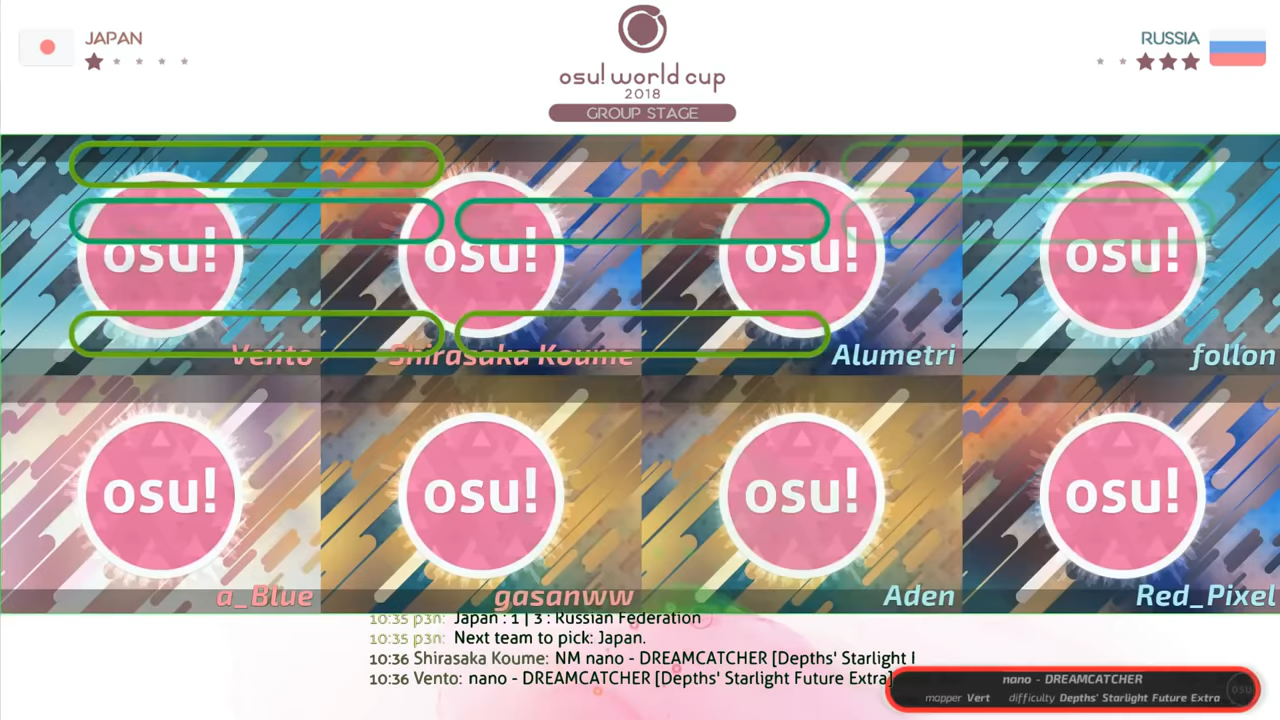 JAPAN
RUSSIA
osu! world cup
2018
GROUP STAGE
osu! osu! osu! osu!
Vento Shirasaka Koume Alumetri follon
osu! osu! osu! osu!
a_Blue gasanww Aden Red_Pixel
10:35 p3n: Japan : 1 | 3 : Russian Federation
10:35 p3n: Next team to pick: Japan.
10:36 Shirasaka Koume: NM nano - DREAMCATCHER [Depths' Starlight
10:36 Vento: nano - DREAMCATCHER [Depths' Starlight Future Extra]
nano - DREAMCATCHER
mapper Vert difficulty Depths' Starlight Future Extra
osu!